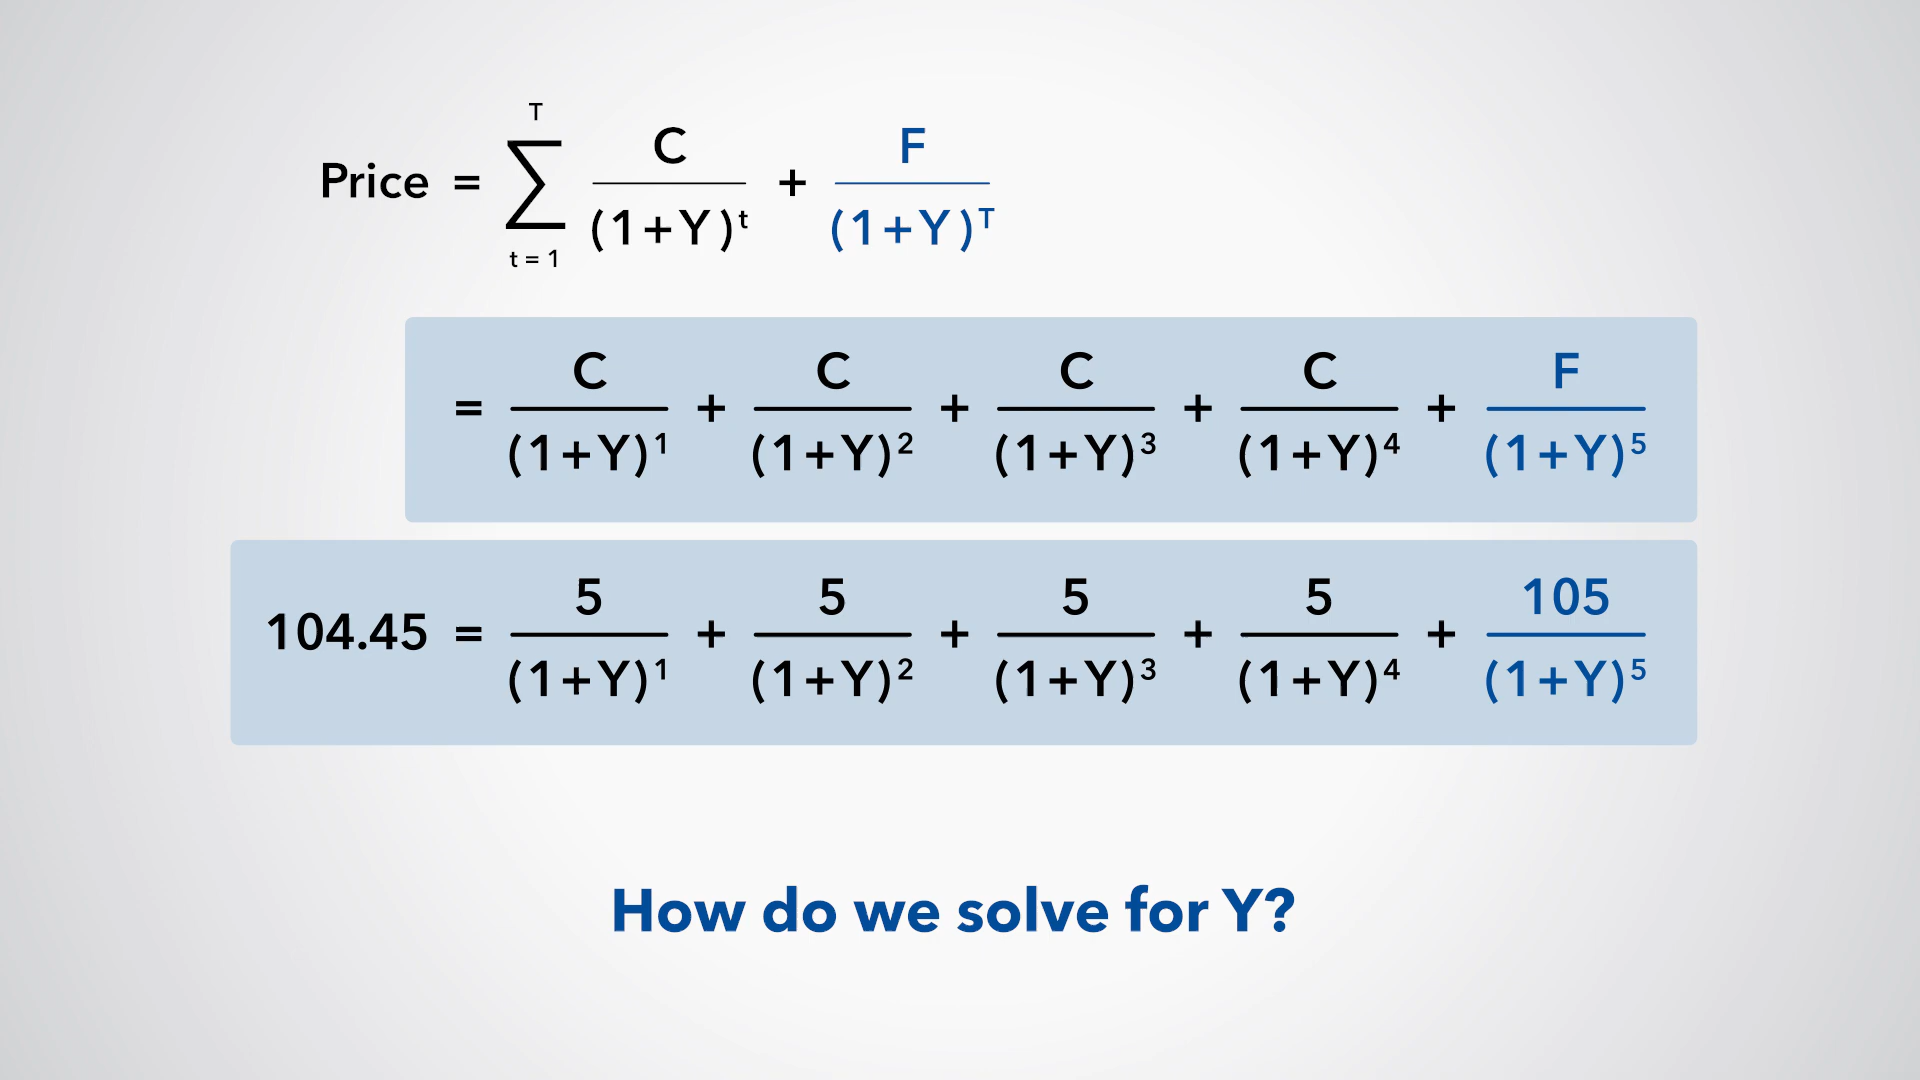 T
Price = ∑ C/(1+Y)ᵗ + F/(1+Y)ᵀ
t = 1
= C/(1+Y)¹ + C/(1+Y)² + C/(1+Y)³ + C/(1+Y)⁴ + F/(1+Y)⁵
104.45 = 5/(1+Y)¹ + 5/(1+Y)² + 5/(1+Y)³ + 5/(1+Y)⁴ + 105/(1+Y)⁵
How do we solve for Y?